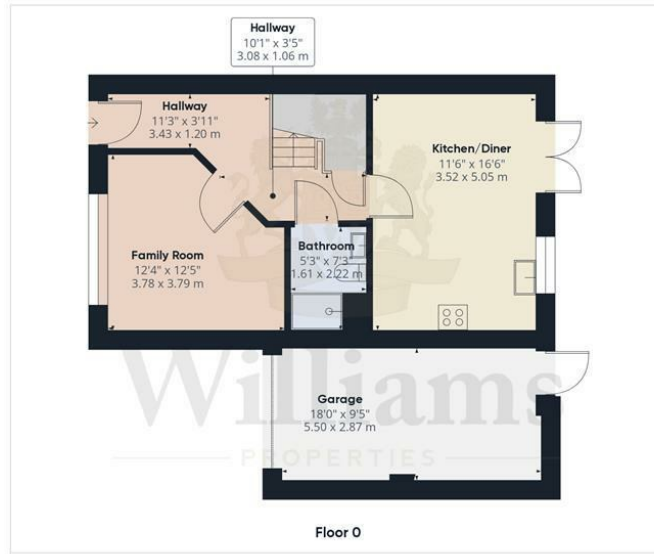 Hallway
10'1" x 3'5"
3.08 x 1.06 m
Hallway
11'3" x 3'11"
3.43 x 1.20 m
Kitchen/Diner
11'6" x 16'6"
3.52 x 5.05 m
Family Room
12'4" x 12'5"
3.78 x 3.79 m
Bathroom
5'3" x 7'3"
1.61 x 2.22 m
Williams
PROPERTIES
Garage
18'0" x 9'5"
5.50 x 2.87 m
Floor 0